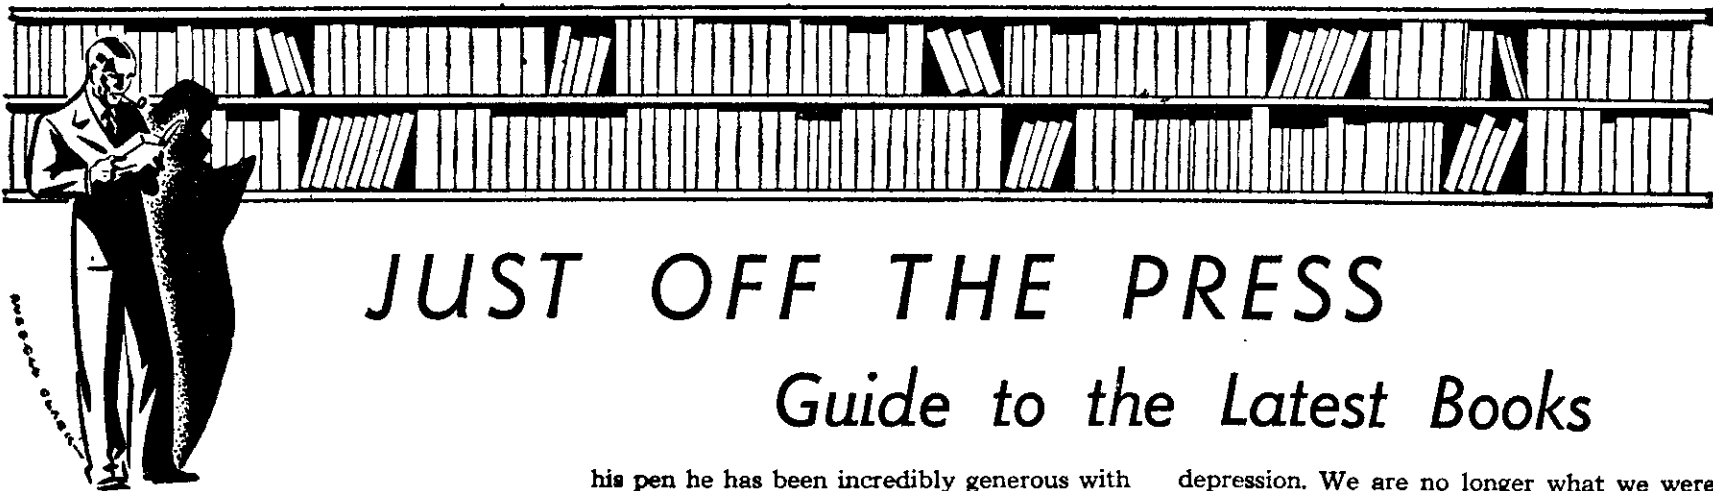 JUST OFF THE PRESS
Guide to the Latest Books
his pen he has been incredibly generous with
depression. We are no longer what we were